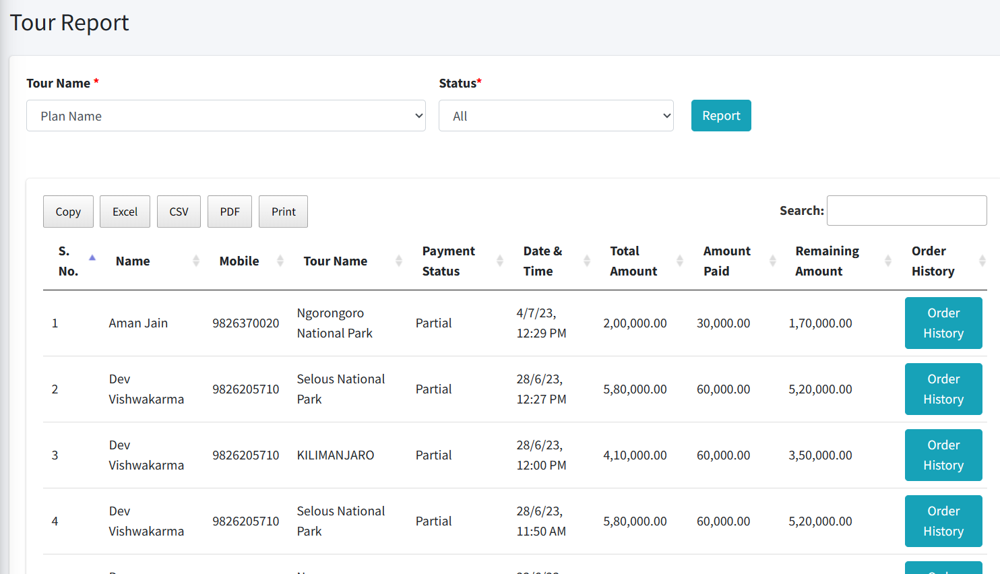 Tour Report
Tour Name * Status*
Plan Name All Report
Copy Excel CSV PDF Print Search:
S. No. Name Mobile Tour Name Payment Status Date & Time Total Amount Amount Paid Remaining Amount Order History
1 Aman Jain 9826370020 Ngorongoro National Park Partial 4/7/23, 12:29 PM 2,00,000.00 30,000.00 1,70,000.00 Order History
2 Dev Vishwakarma 9826205710 Selous National Park Partial 28/6/23, 12:27 PM 5,80,000.00 60,000.00 5,20,000.00 Order History
3 Dev Vishwakarma 9826205710 KILIMANJARO Partial 28/6/23, 12:00 PM 4,10,000.00 60,000.00 3,50,000.00 Order History
4 Dev Vishwakarma 9826205710 Selous National Park Partial 28/6/23, 11:50 AM 5,80,000.00 60,000.00 5,20,000.00 Order History